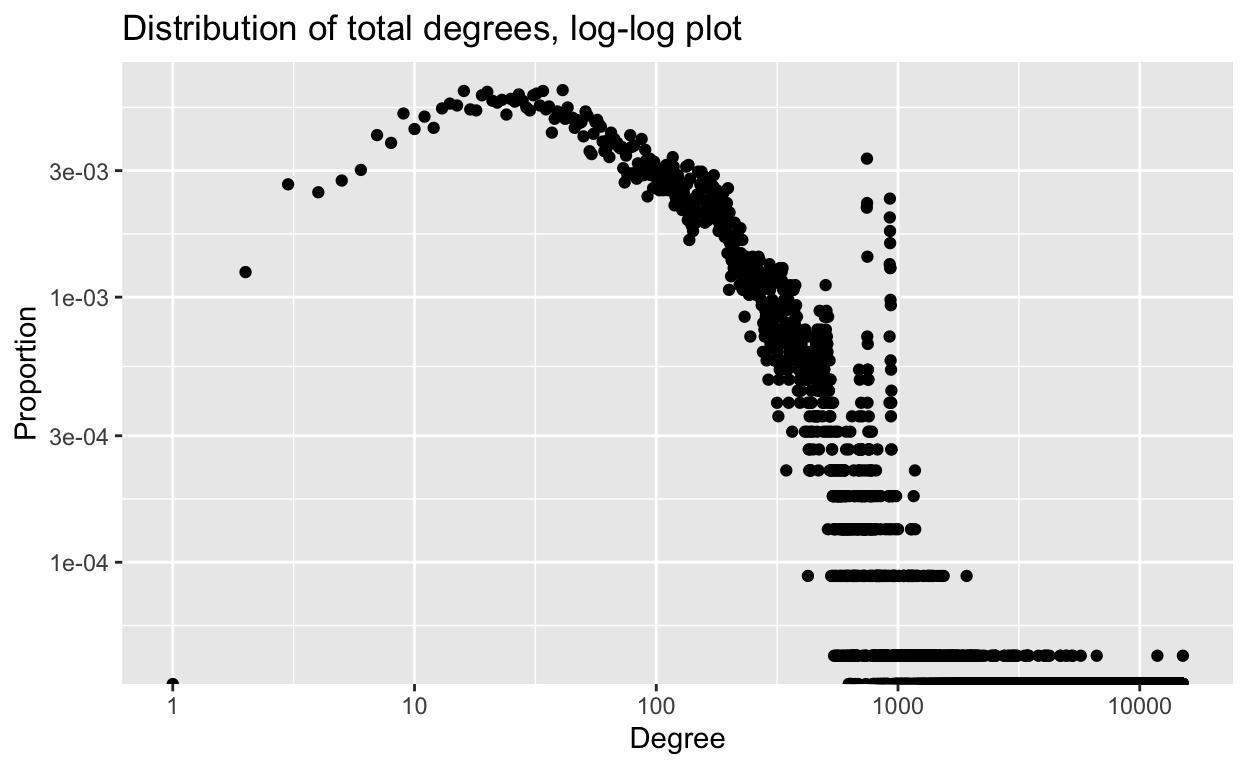 Distribution of total degrees, log-log plot
Proportion
3e-03
1e-03
3e-04
1e-04
1
10
100
1000
10000
Degree